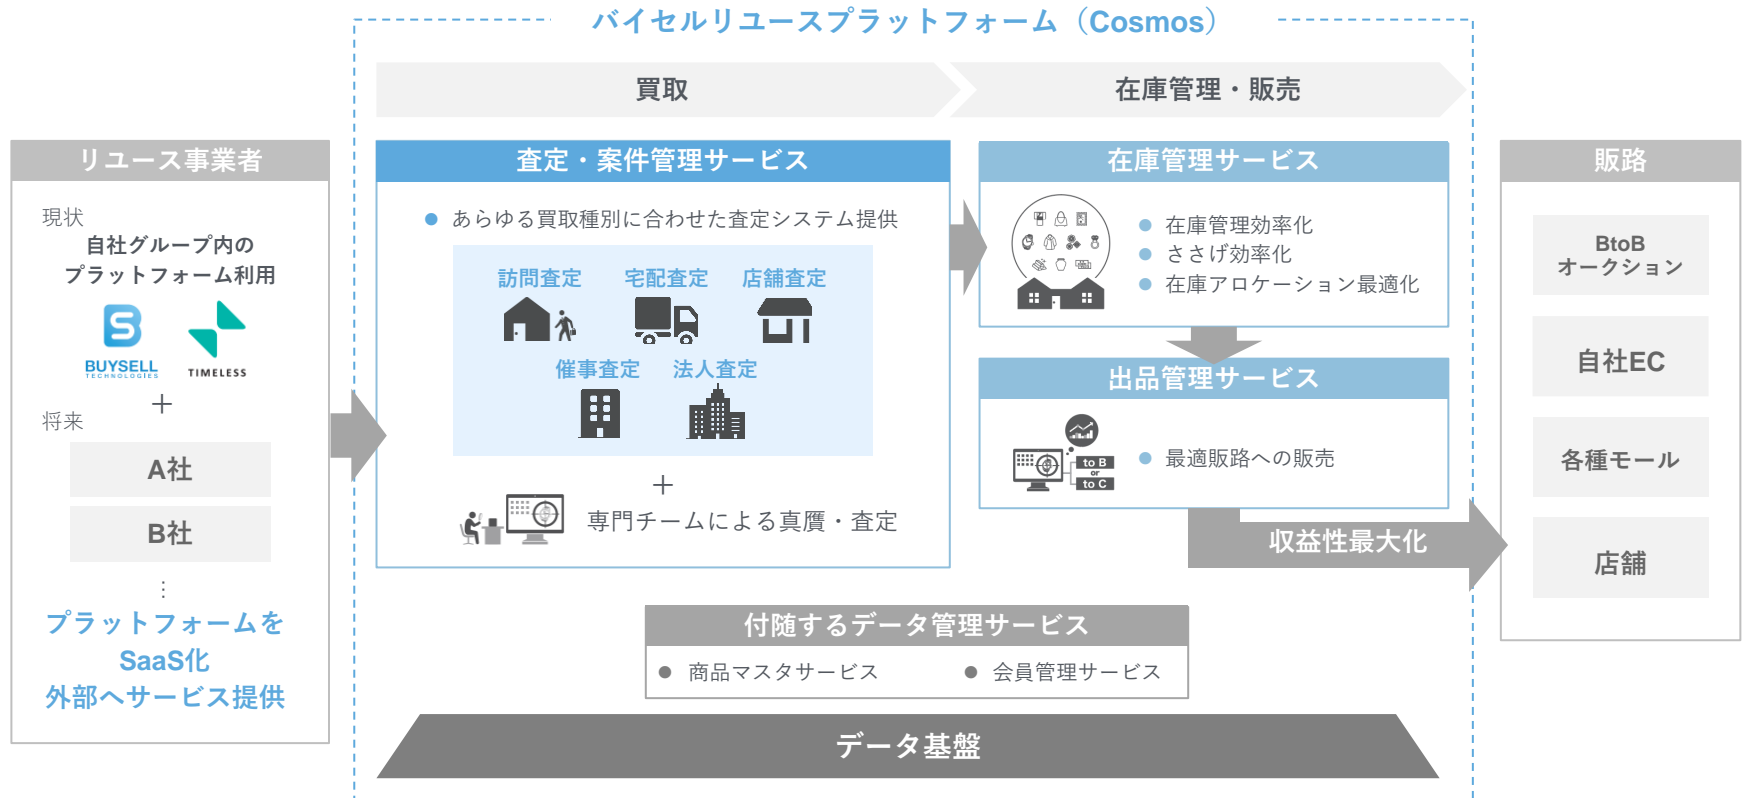 バイセルリユースプラットフォーム（Cosmos）
買取
在庫管理・販売
リユース事業者
現状
自社グループ内の
プラットフォーム利用
BUYSELL
TECHNOLOGIES
TIMELESS
＋
将来
A社
B社
⋮
プラットフォームを
SaaS化
外部へサービス提供
査定・案件管理サービス
● あらゆる買取種別に合わせた査定システム提供
訪問査定
宅配査定
店舗査定
催事査定
法人査定
＋
専門チームによる真贋・査定
在庫管理サービス
● 在庫管理効率化
● ささげ効率化
● 在庫アロケーション最適化
出品管理サービス
to B
or
to C
● 最適販路への販売
収益性最大化
販路
BtoB
オークション
自社EC
各種モール
店舗
付随するデータ管理サービス
● 商品マスタサービス
● 会員管理サービス
データ基盤